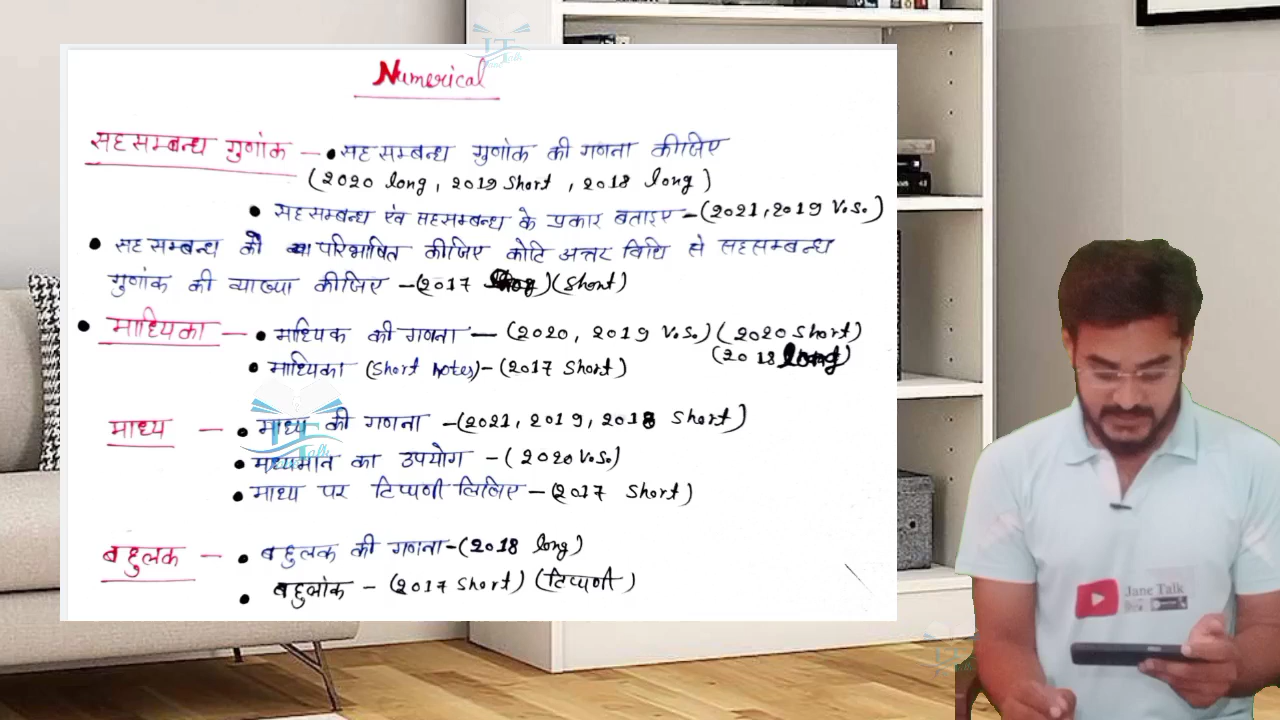 Numerical
सहसम्बन्ध गुणांक — • सहसम्बन्ध गुणांक की गणना कीजिए
(2020 long, 2019 short, 2018 long)
• सहसम्बन्ध एंव सहसम्बन्ध के प्रकार बताइए - (2021, 2019 V.S.)
• सहसम्बन्ध को परिभाषित कीजिए कोटि अन्तर विधि से सहसम्बन्ध
गुणांक की व्याख्या कीजिए - (2017 ) (short)
• माध्यिका — • माध्यिक की गणना — (2020, 2019 V.S.) (2020 short)
(2018 long)
• माध्यिका (short notes) - (2017 short)
माध्य — • माध्य की गणना - (2021, 2019, 2018 short)
• मध्यमान का उपयोग - (2020 V.S.)
• माध्य पर टिप्पणी लिखिए - (2017 short)
बहुलक — • बहुलक की गणना - (2018 long)
• बहुलांक - (2017 short) (टिप्पणी)
Jane Talk